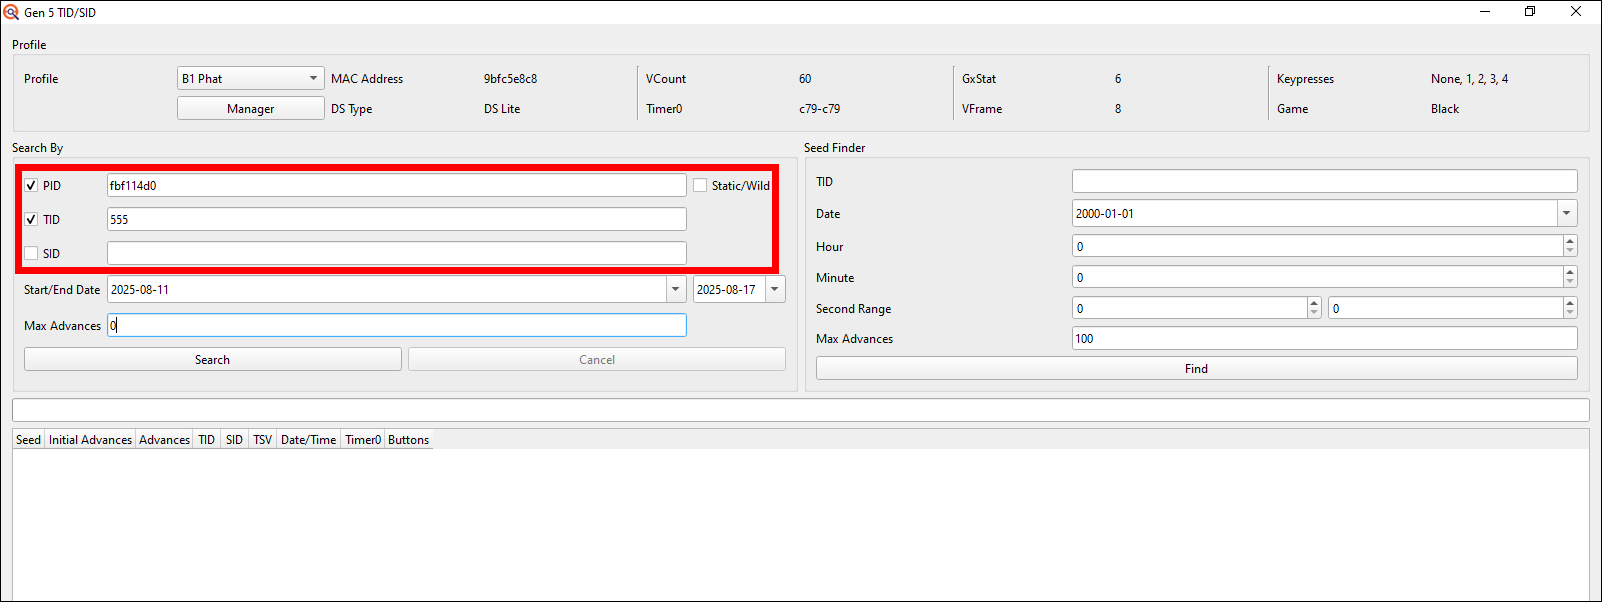 Gen 5 TID/SID
Profile
Profile B1 Phat MAC Address 9bfc5e8c8 VCount 60 GxStat 6 Keypresses None, 1, 2, 3, 4
Manager DS Type DS Lite Timer0 c79-c79 VFrame 8 Game Black
Search By
PID fbf114d0 Static/Wild
TID 555
SID
Start/End Date 2025-08-11 2025-08-17
Max Advances 0
Search Cancel
Seed Finder
TID
Date 2000-01-01
Hour 0
Minute 0
Second Range 0 0
Max Advances 100
Find
Seed Initial Advances Advances TID SID TSV Date/Time Timer0 Buttons